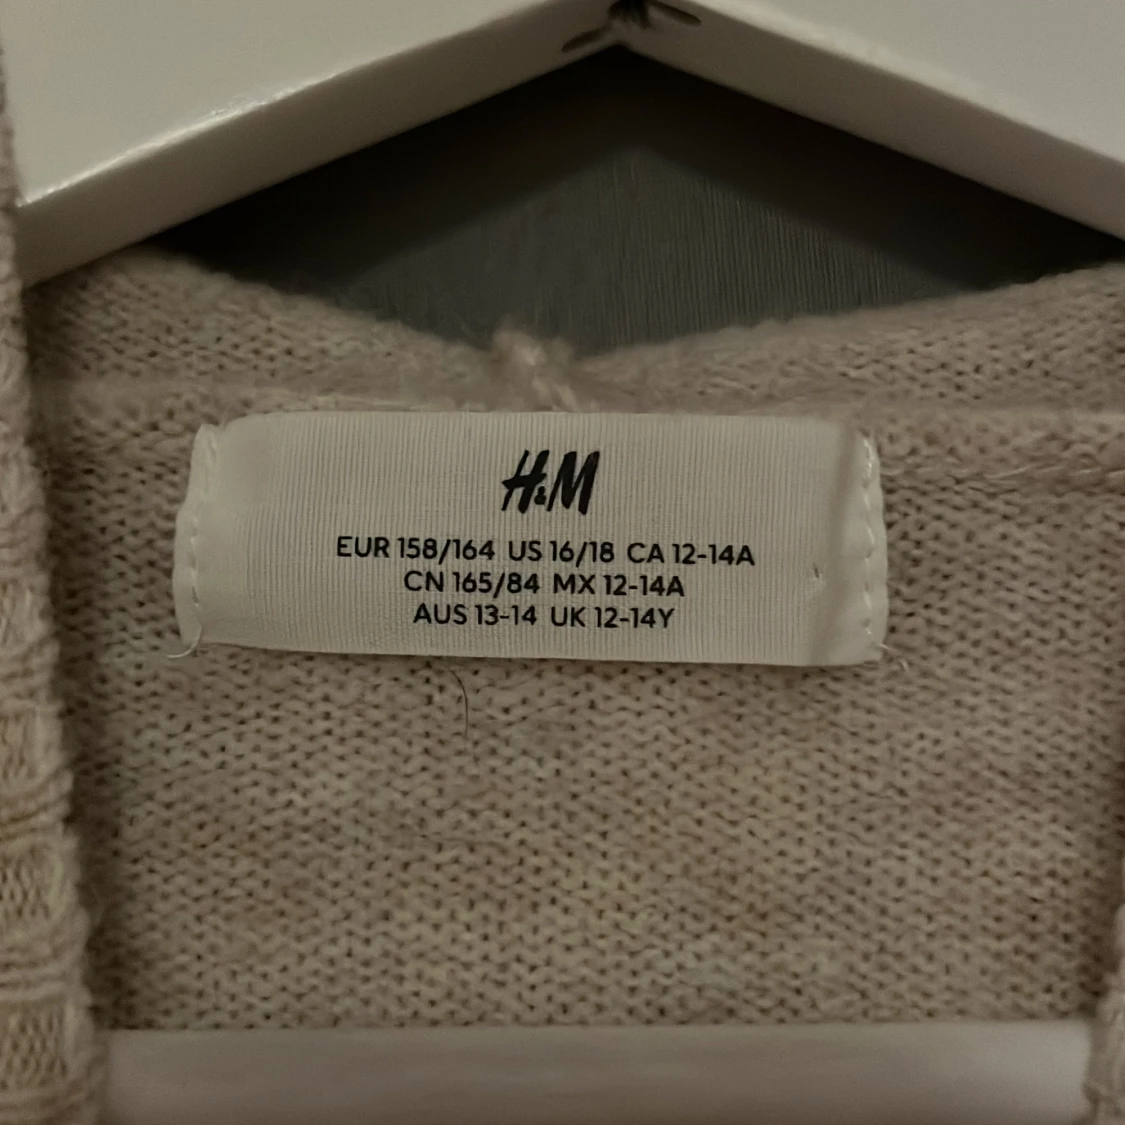 H&M
EUR 158/164 US 16/18 CA 12-14A
CN 165/84 MX 12-14A
AUS 13-14 UK 12-14Y